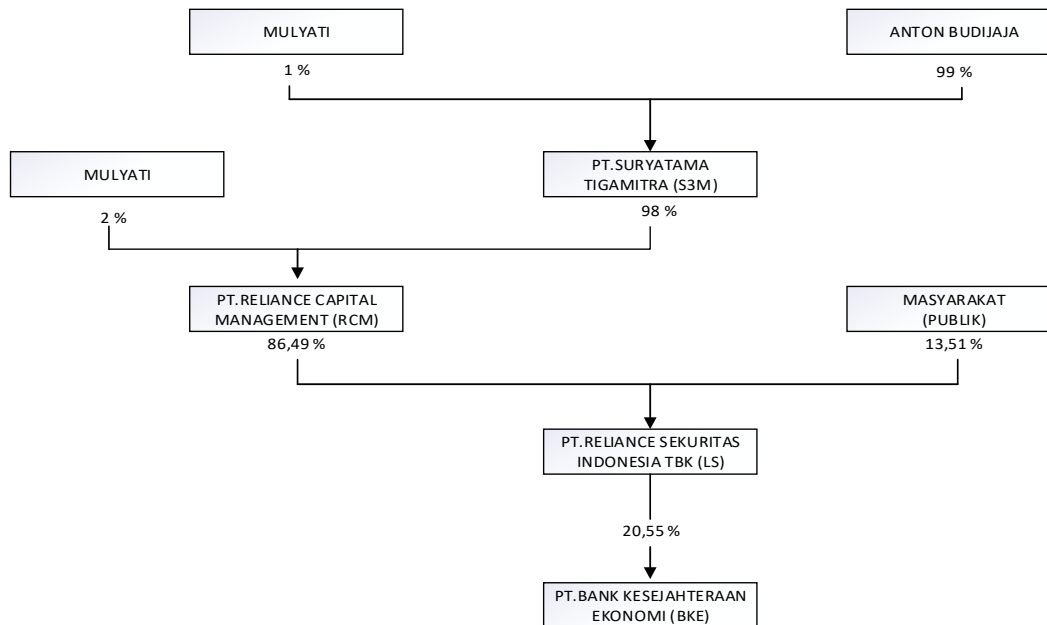 MULYATI
ANTON BUDIJAJA
1 %
99 %
MULYATI
PT.SURYATAMA
TIGAMITRA (S3M)
2 %
98 %
PT.RELIANCE CAPITAL
MANAGEMENT (RCM)
MASYARAKAT
(PUBLIK)
86,49 %
13,51 %
PT.RELIANCE SEKURITAS
INDONESIA TBK (LS)
20,55 %
PT.BANK KESEJAHTERAAN
EKONOMI (BKE)